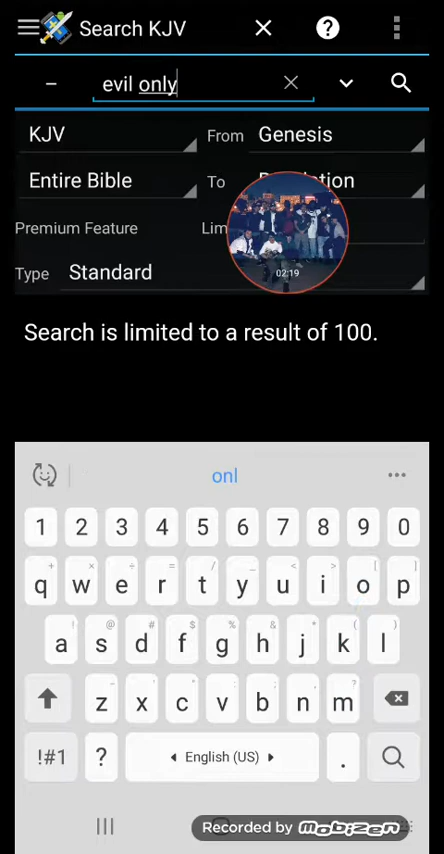 Search KJV
?
− evil only
KJV From Genesis
Entire Bible To
Premium Feature Lim
02:19
Type Standard
Search is limited to a result of 100.
onl
1 2 3 4 5 6 7 8 9 0
q w e r t y u i o p
a s d f g h j k l
z x c v b n m
!#1 ? English (US) .
Recorded by Mobizen